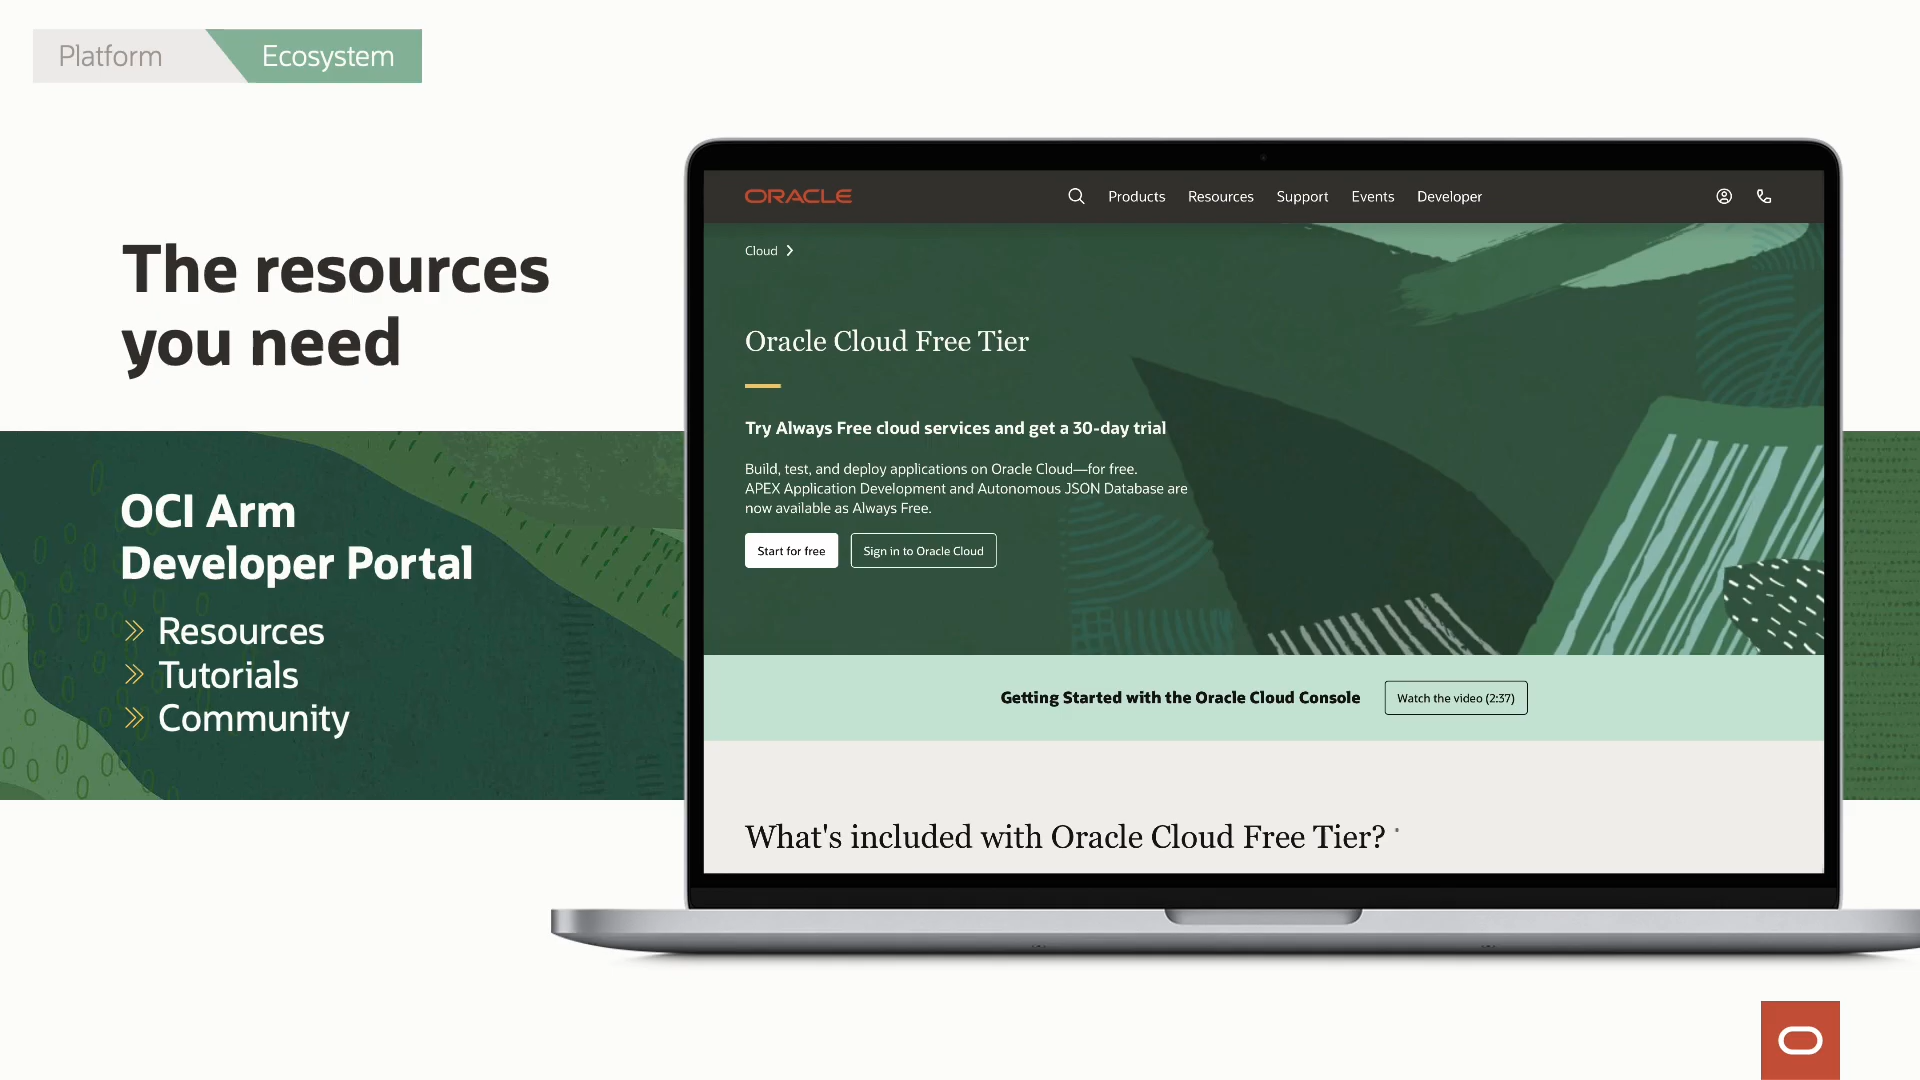 Platform
Ecosystem
The resources
you need
OCI Arm
Developer Portal
Resources
Tutorials
Community
ORACLE
Products
Resources
Support
Events
Developer
Cloud
Oracle Cloud Free Tier
Try Always Free cloud services and get a 30-day trial
Build, test, and deploy applications on Oracle Cloud—for free.
APEX Application Development and Autonomous JSON Database are
now available as Always Free.
Start for free
Sign in to Oracle Cloud
Getting Started with the Oracle Cloud Console
Watch the video (2:37)
What's included with Oracle Cloud Free Tier?